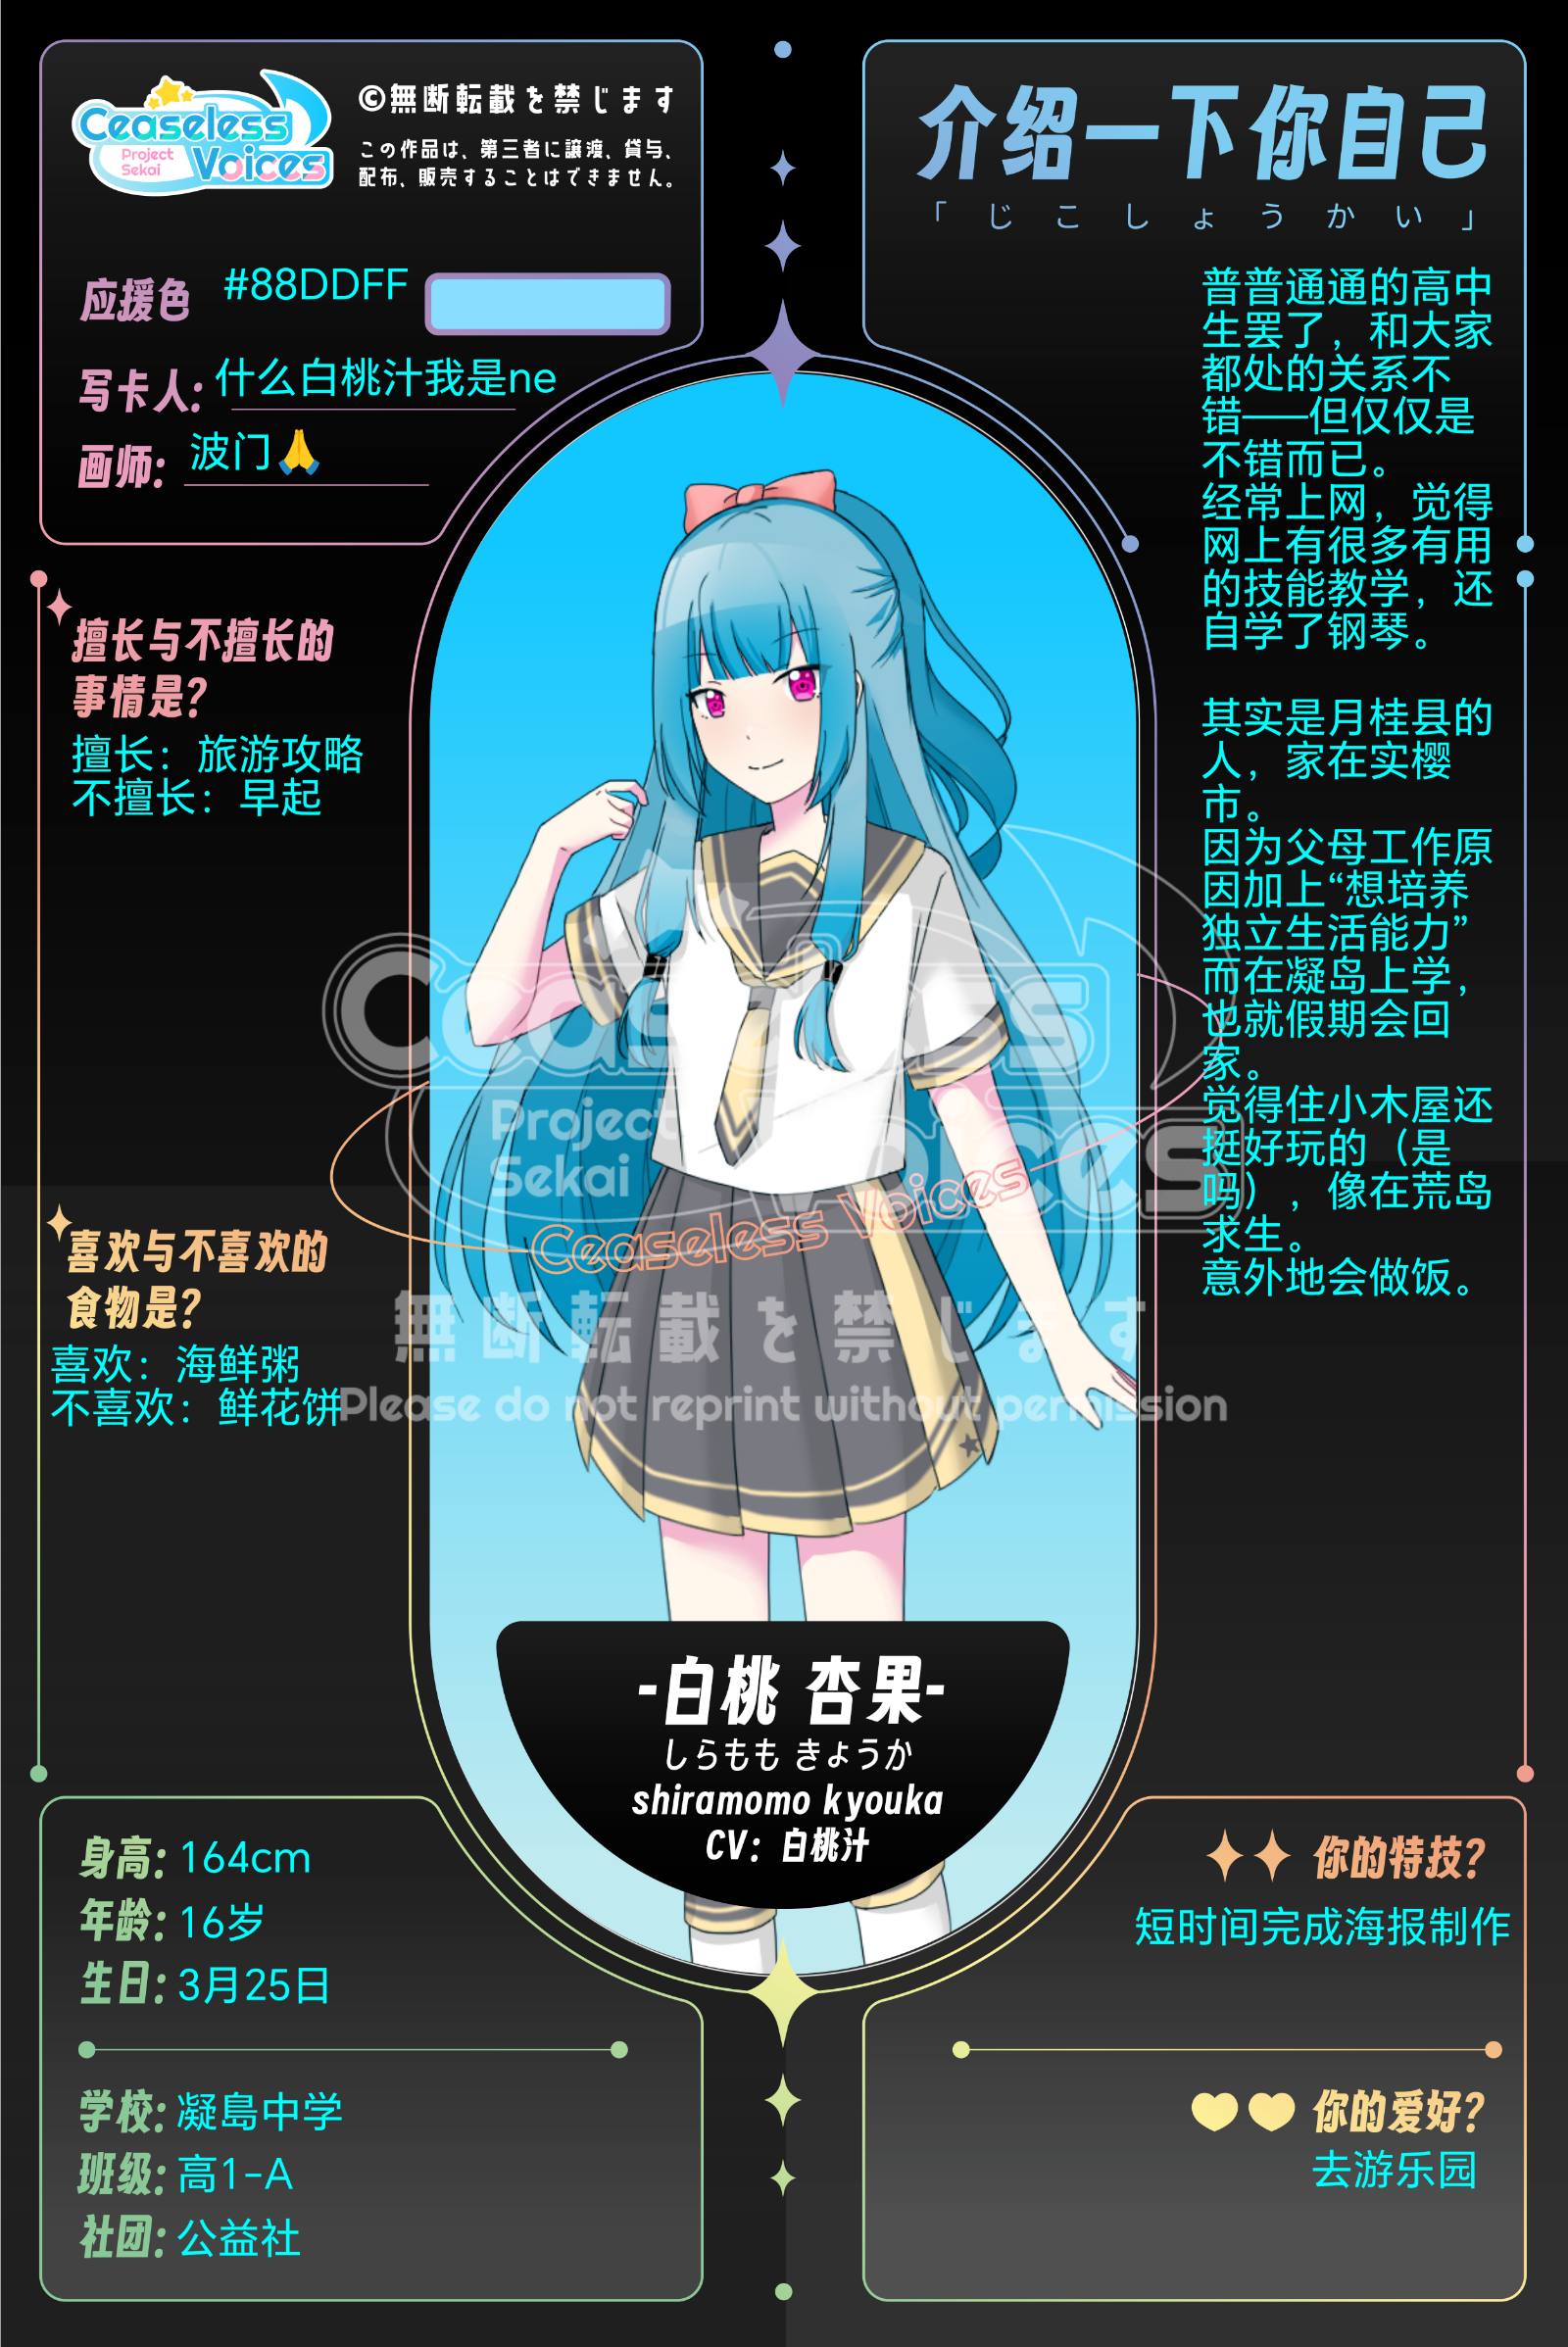 Ceaseless
Project
Sekai
Voices
©無断転載を禁じます
この作品は、第三者に譲渡、貸与、
配布、販売することはできません。
应援色 #88DDFF
写卡人: 什么白桃汁我是ne
画师: 波门🙏
介绍一下你自己
「じこしょうかい」
普普通通的高中
生罢了，和大家
都处的关系不
错——但仅仅是
不错而已。
经常上网，觉得
网上有很多有用
的技能教学，还
自学了钢琴。
其实是月桂县的
人，家在实樱
市。
因为父母工作原
因加上“想培养
独立生活能力”
而在凝岛上学，
也就假期会回
家。
觉得住小木屋还
挺好玩的（是
吗），像在荒岛
求生。
意外地会做饭。
擅长与不擅长的
事情是?
擅长：旅游攻略
不擅长：早起
喜欢与不喜欢的
食物是?
喜欢：海鲜粥
不喜欢：鲜花饼
Ceaseless
Project
Sekai
Voices
Ceaseless Voices
無断転載を禁じます
Please do not reprint without permission
-白桃 杏果-
しらもも きょうか
shiramomo kyouka
CV：白桃汁
身高: 164cm
年龄: 16岁
生日: 3月25日
学校: 凝島中学
班级: 高1-A
社团: 公益社
你的特技?
短时间完成海报制作
你的爱好?
去游乐园